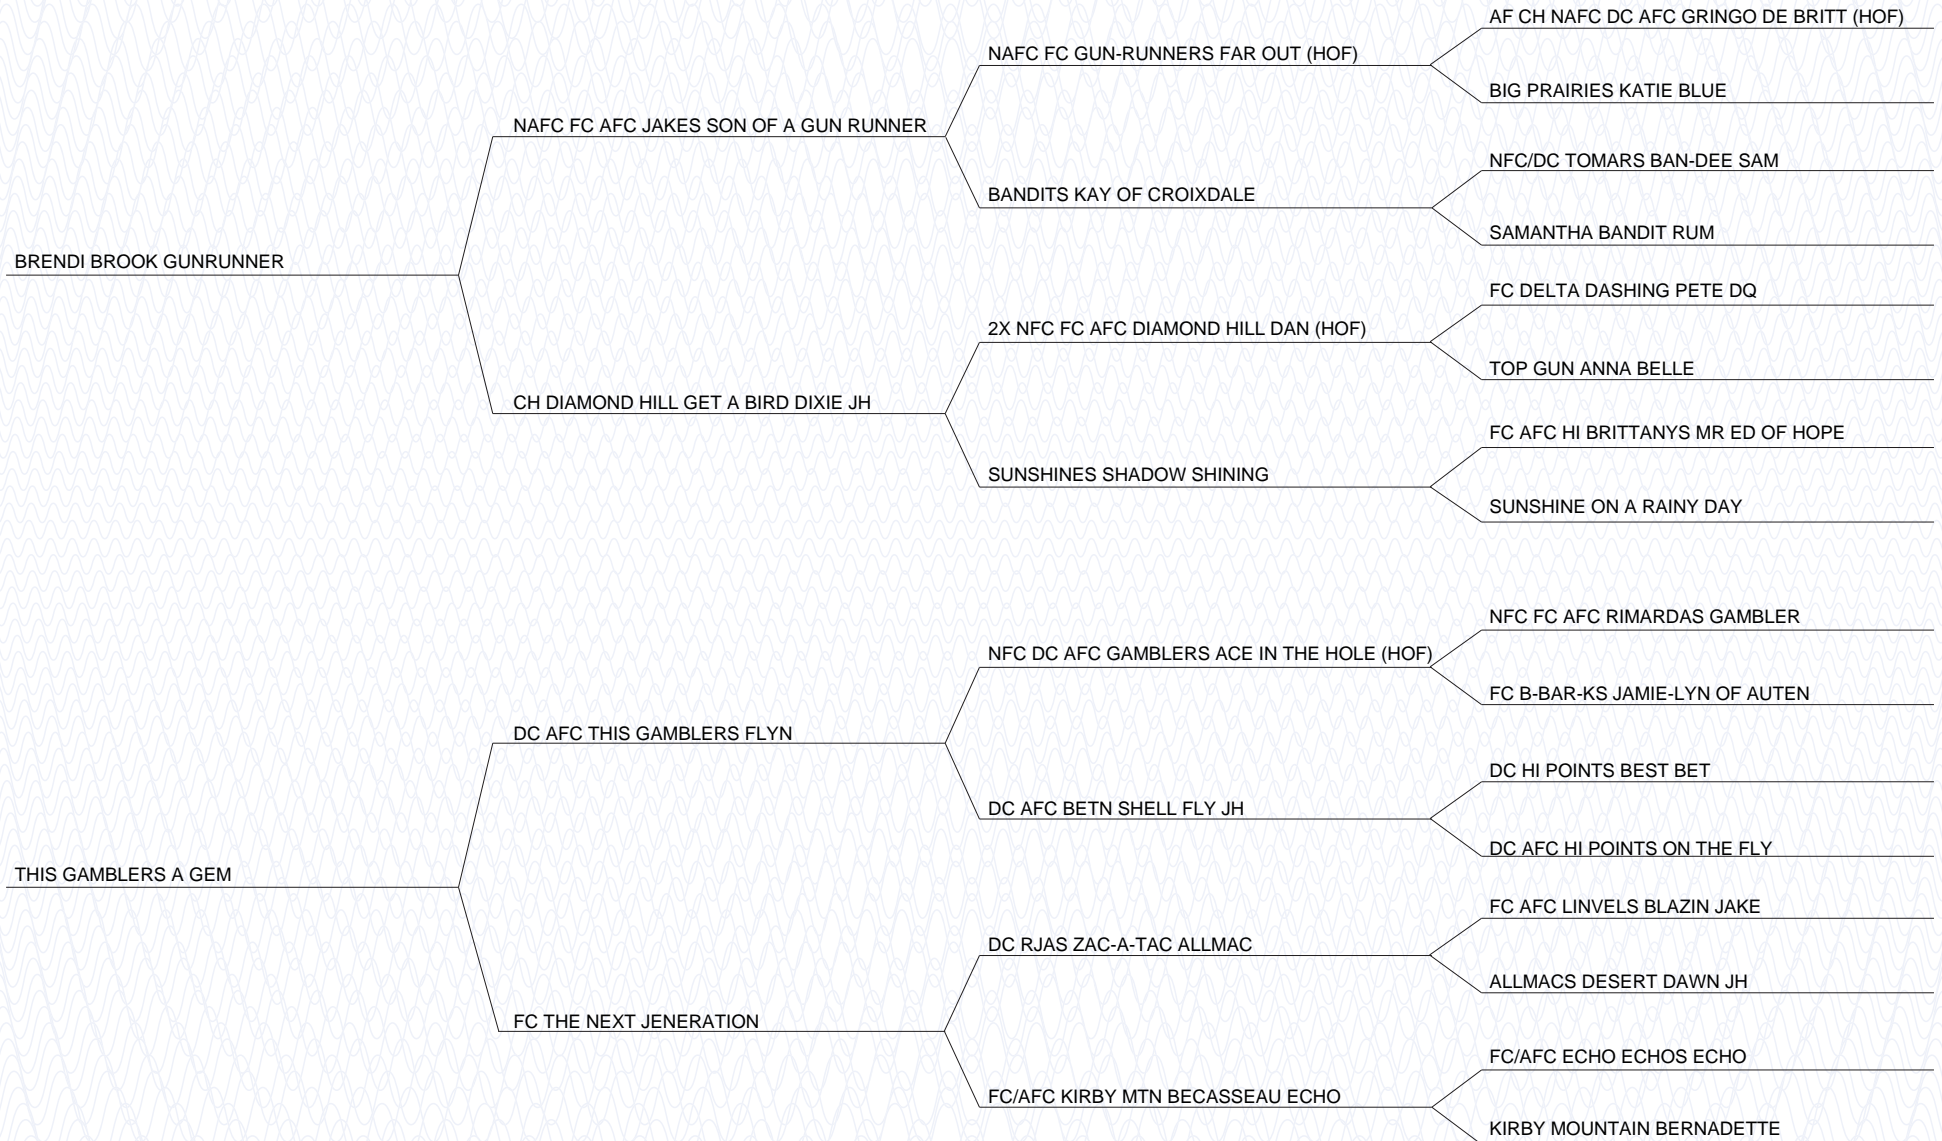 AF CH NAFC DC AFC GRINGO DE BRITT (HOF)
NAFC FC GUN-RUNNERS FAR OUT (HOF)
BIG PRAIRIES KATIE BLUE
NAFC FC AFC JAKES SON OF A GUN RUNNER
NFC/DC TOMARS BAN-DEE SAM
BANDITS KAY OF CROIXDALE
SAMANTHA BANDIT RUM
BRENDI BROOK GUNRUNNER
FC DELTA DASHING PETE DQ
2X NFC FC AFC DIAMOND HILL DAN (HOF)
TOP GUN ANNA BELLE
CH DIAMOND HILL GET A BIRD DIXIE JH
FC AFC HI BRITTANYS MR ED OF HOPE
SUNSHINES SHADOW SHINING
SUNSHINE ON A RAINY DAY
NFC FC AFC RIMARDAS GAMBLER
NFC DC AFC GAMBLERS ACE IN THE HOLE (HOF)
FC B-BAR-KS JAMIE-LYN OF AUTEN
DC AFC THIS GAMBLERS FLYN
DC HI POINTS BEST BET
DC AFC BETN SHELL FLY JH
DC AFC HI POINTS ON THE FLY
THIS GAMBLERS A GEM
FC AFC LINVELS BLAZIN JAKE
DC RJAS ZAC-A-TAC ALLMAC
ALLMACS DESERT DAWN JH
FC THE NEXT JENERATION
FC/AFC ECHO ECHOS ECHO
FC/AFC KIRBY MTN BECASSEAU ECHO
KIRBY MOUNTAIN BERNADETTE